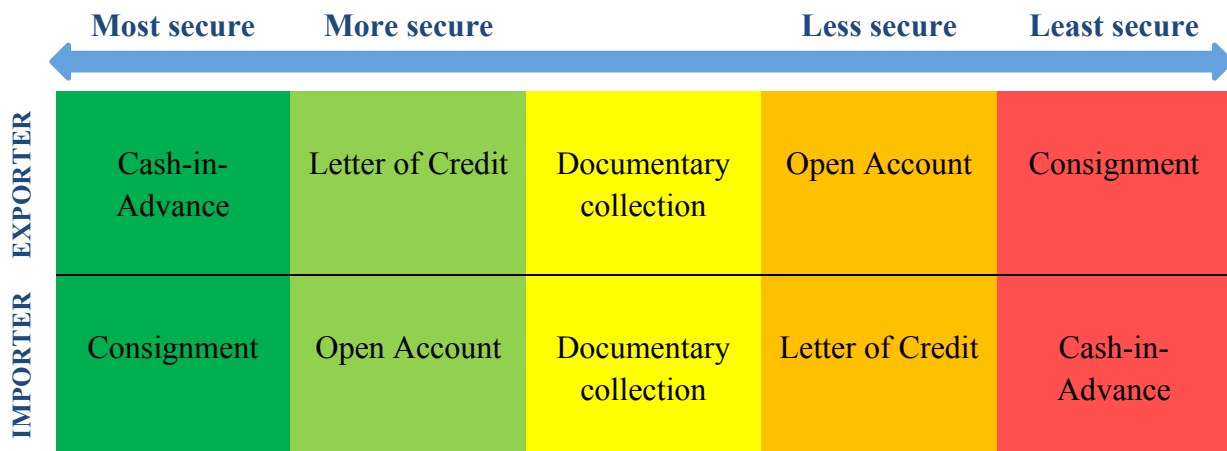 Most secure More secure Less secure Least secure
EXPORTER
Cash-in-
Advance
Letter of Credit
Documentary
collection
Open Account
Consignment
IMPORTER
Consignment
Open Account
Documentary
collection
Letter of Credit
Cash-in-
Advance